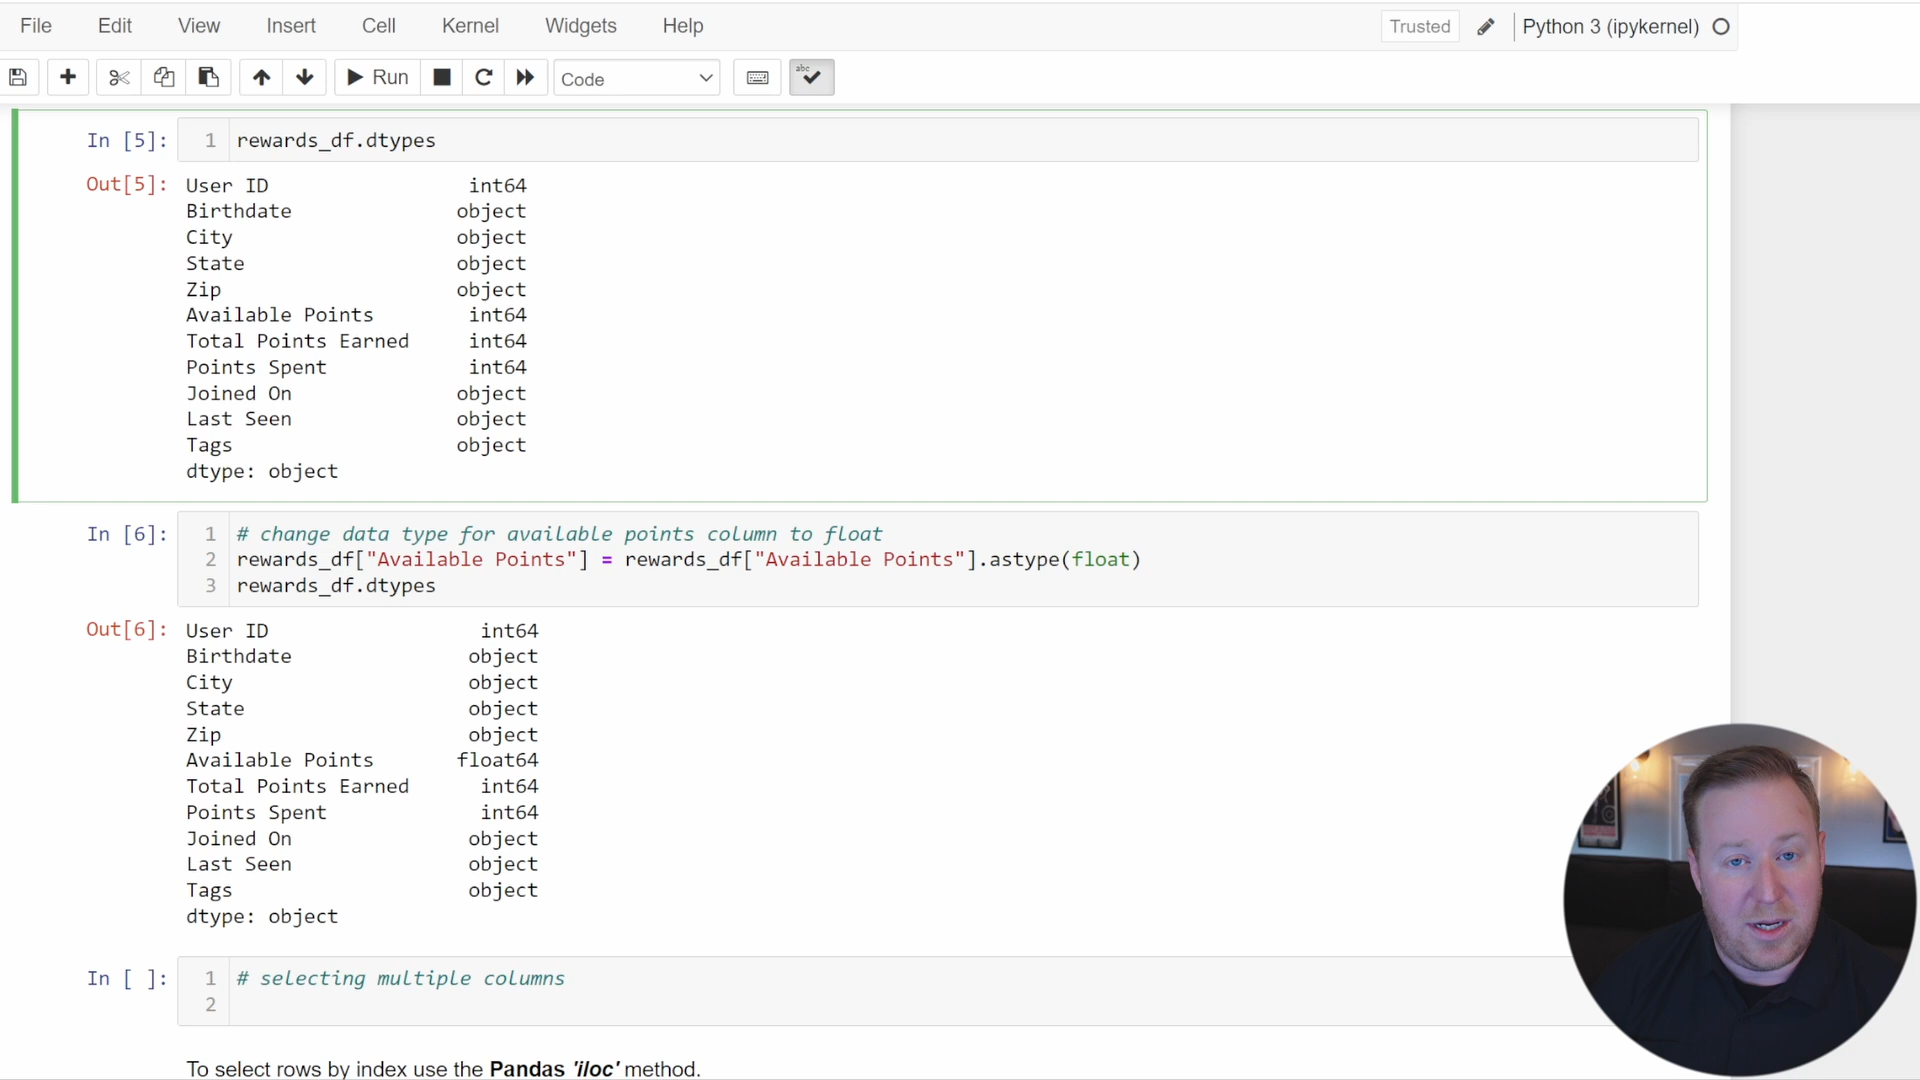 File Edit View Insert Cell Kernel Widgets Help Trusted Python 3 (ipykernel)
Run Code abc
In [5]: 1 rewards_df.dtypes
Out[5]: User ID int64
Birthdate object
City object
State object
Zip object
Available Points int64
Total Points Earned int64
Points Spent int64
Joined On object
Last Seen object
Tags object
dtype: object
In [6]: 1 # change data type for available points column to float
2 rewards_df["Available Points"] = rewards_df["Available Points"].astype(float)
3 rewards_df.dtypes
Out[6]: User ID int64
Birthdate object
City object
State object
Zip object
Available Points float64
Total Points Earned int64
Points Spent int64
Joined On object
Last Seen object
Tags object
dtype: object
In [ ]: 1 # selecting multiple columns
2
To select rows by index use the Pandas 'iloc' method.